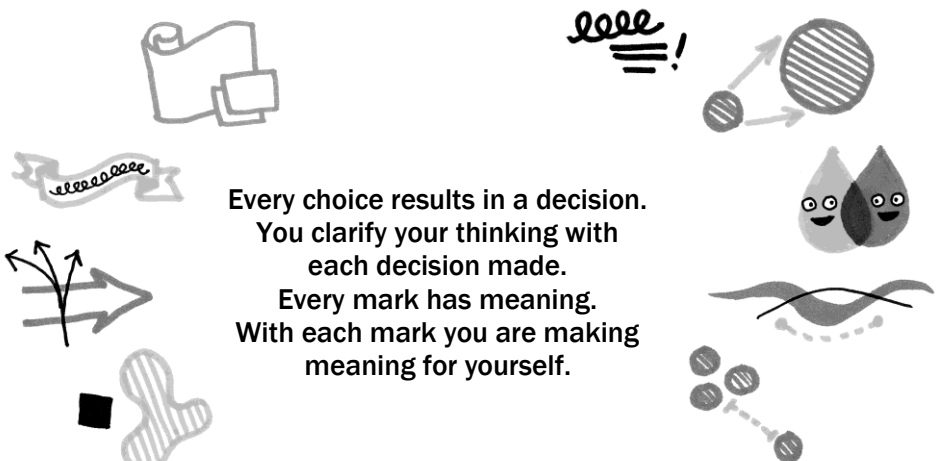 Every choice results in a decision.
You clarify your thinking with
each decision made.
Every mark has meaning.
With each mark you are making
meaning for yourself.